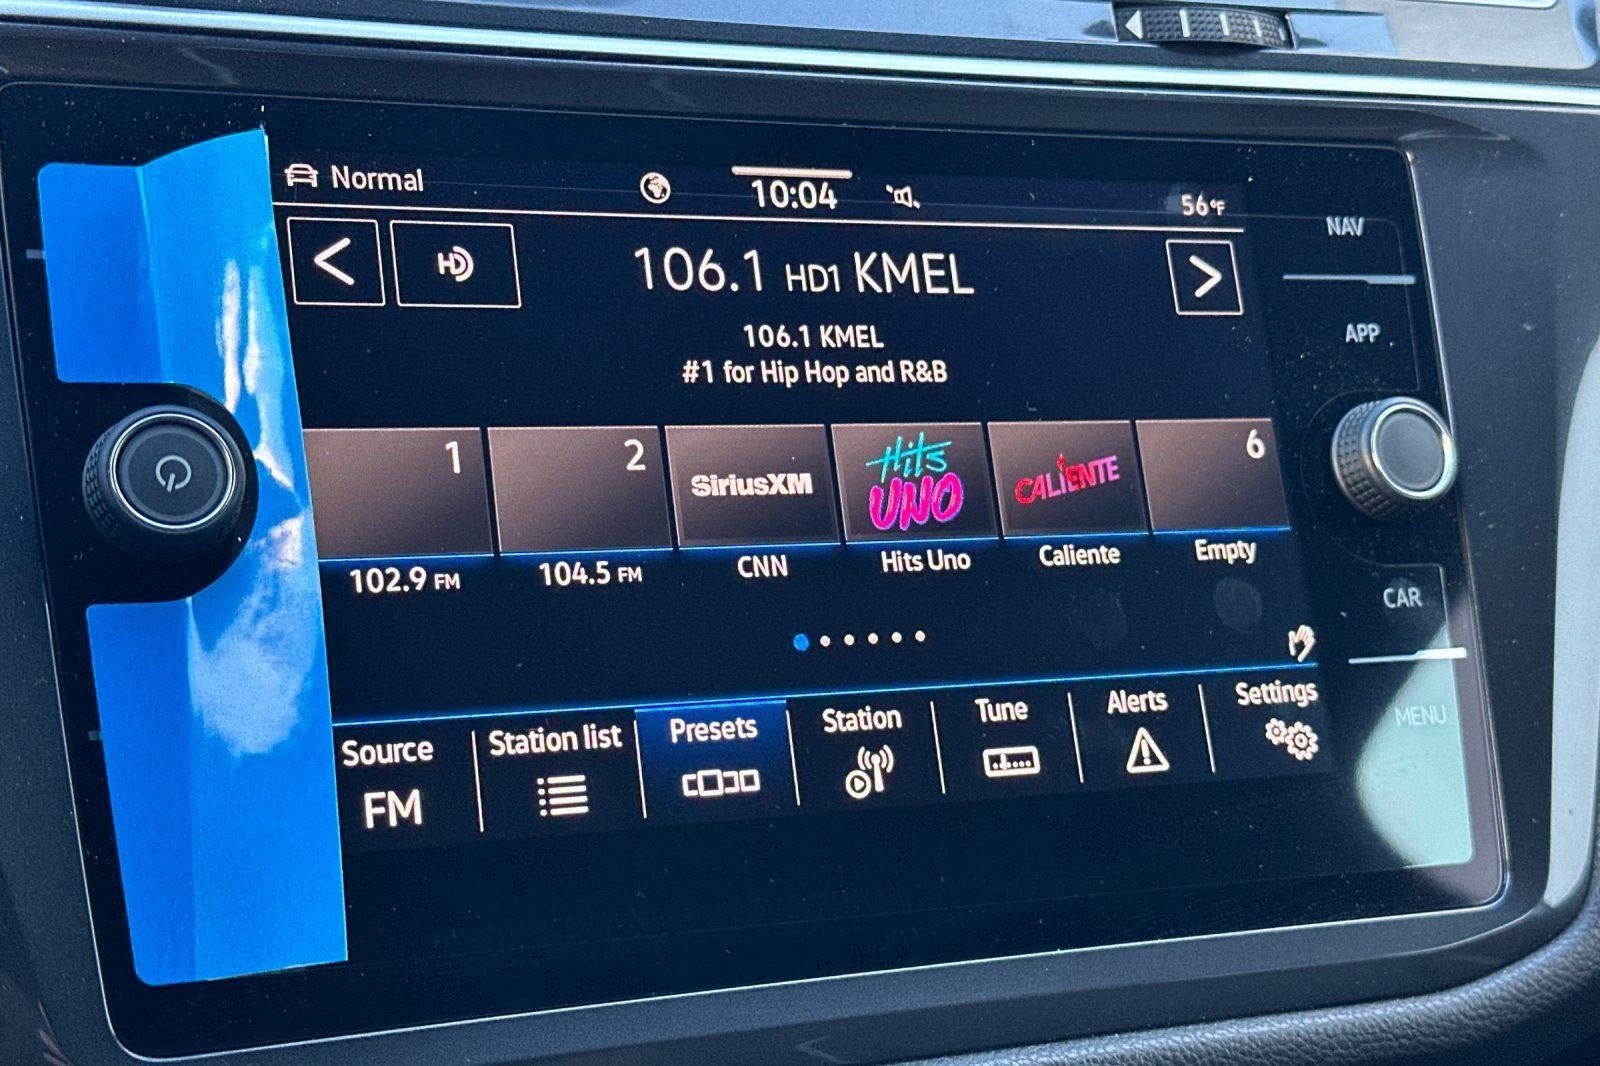 Normal 10:04 56°F
NAV
HD 106.1 HD1 KMEL
106.1 KMEL
#1 for Hip Hop and R&B
APP
1 2 SiriusXM Hits UNO CALiENTE 6
102.9 FM 104.5 FM CNN Hits Uno Caliente Empty
CAR
Source Station list Presets Station Tune Alerts Settings
FM
MENU